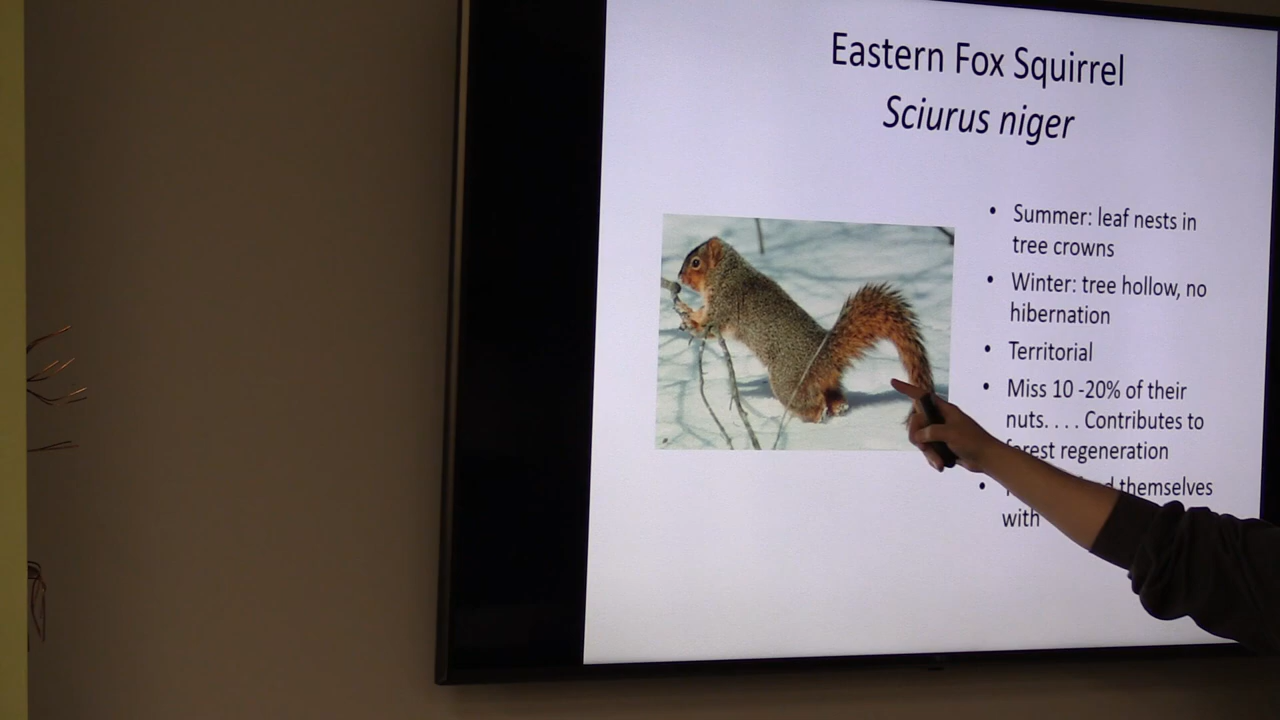 Eastern Fox Squirrel
Sciurus niger
• Summer: leaf nests in
tree crowns
• Winter: tree hollow, no
hibernation
• Territorial
• Miss 10 -20% of their
nuts. . . . Contributes to
forest regeneration
• themselves
with